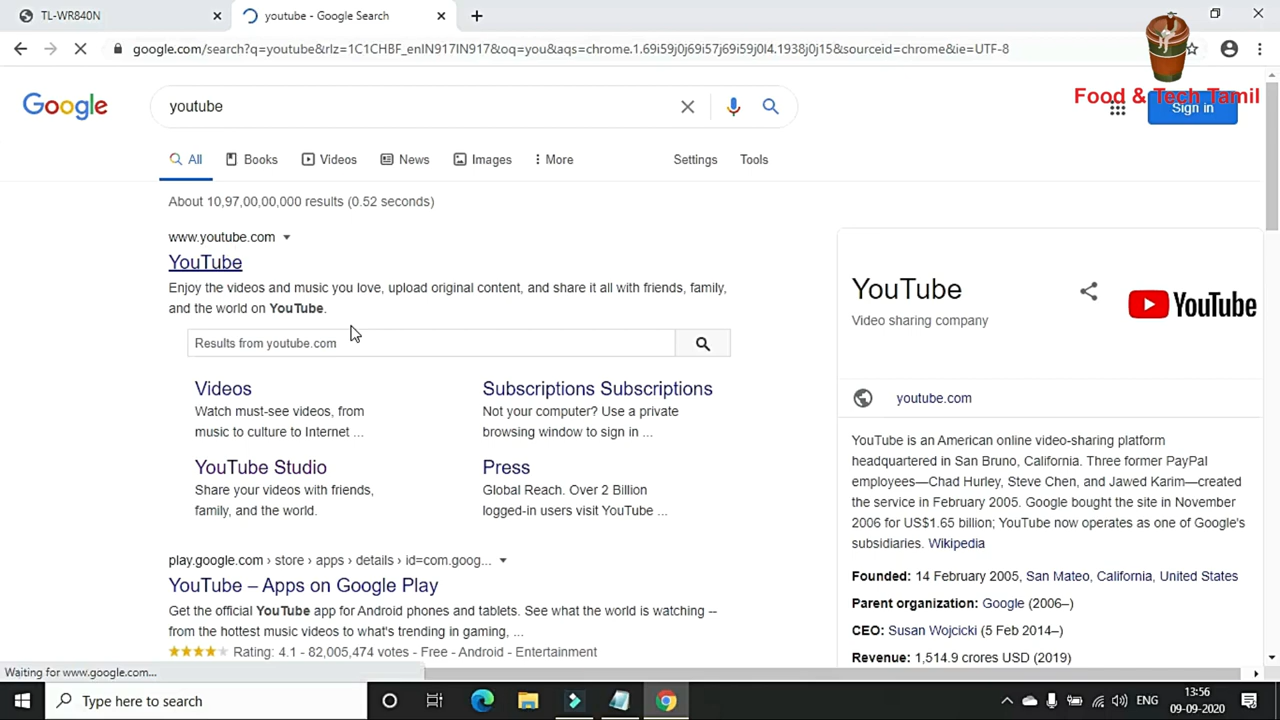 TL-WR840N
youtube - Google Search
google.com/search?q=youtube&rlz=1C1CHBF_enIN917IN917&oq=you&aqs=chrome.1.69i59j0j69i57j69i59j0l4.1938j0j15&sourceid=chrome&ie=UTF-8
Google
youtube
Food & Tech Tamil
Sign in
All
Books
Videos
News
Images
More
Settings
Tools
About 10,97,00,00,000 results (0.52 seconds)
www.youtube.com
YouTube
Enjoy the videos and music you love, upload original content, and share it all with friends, family,
and the world on YouTube.
Results from youtube.com
Videos
Watch must-see videos, from
music to culture to Internet ...
Subscriptions Subscriptions
Not your computer? Use a private
browsing window to sign in ...
YouTube Studio
Share your videos with friends,
family, and the world.
Press
Global Reach. Over 2 Billion
logged-in users visit YouTube ...
play.google.com › store › apps › details › id=com.goog...
YouTube – Apps on Google Play
Get the official YouTube app for Android phones and tablets. See what the world is watching --
from the hottest music videos to what's trending in gaming, ...
Rating: 4.1 - 82,005,474 votes - Free - Android - Entertainment
YouTube
Video sharing company
YouTube
youtube.com
YouTube is an American online video-sharing platform
headquartered in San Bruno, California. Three former PayPal
employees—Chad Hurley, Steve Chen, and Jawed Karim—created
the service in February 2005. Google bought the site in November
2006 for US$1.65 billion; YouTube now operates as one of Google's
subsidiaries. Wikipedia
Founded: 14 February 2005, San Mateo, California, United States
Parent organization: Google (2006–)
CEO: Susan Wojcicki (5 Feb 2014–)
Revenue: 1,514.9 crores USD (2019)
Waiting for www.google.com...
Type here to search
ENG
13:56
09-09-2020